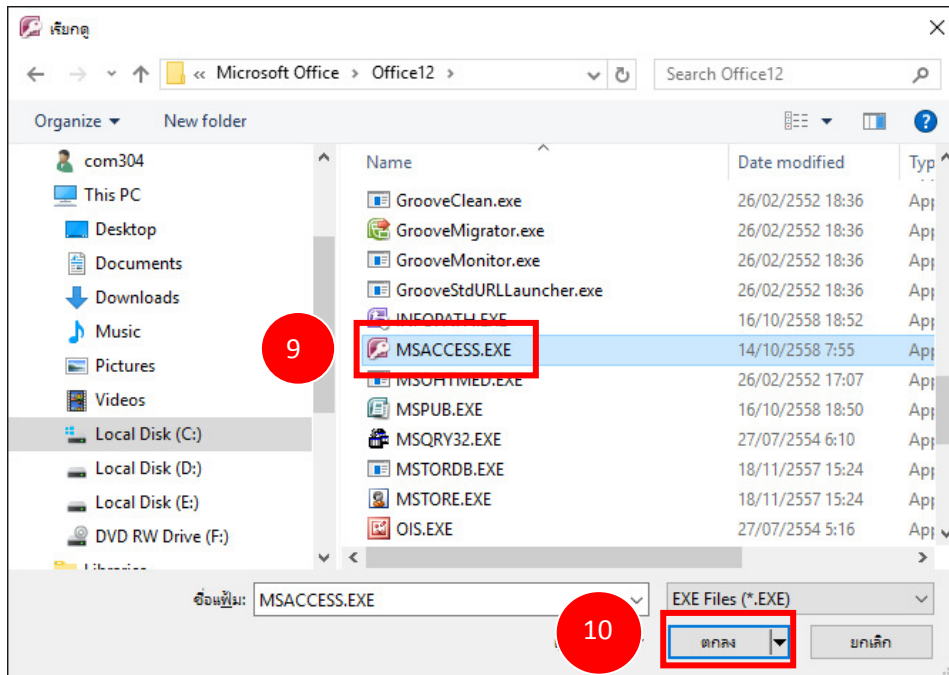 เรียกดู
« Microsoft Office > Office12 >
Search Office12
Organize
New folder
com304
This PC
Desktop
Documents
Downloads
Music
Pictures
Videos
Local Disk (C:)
Local Disk (D:)
Local Disk (E:)
DVD RW Drive (F:)
Libraries
Name Date modified
GrooveClean.exe 26/02/2552 18:36
GrooveMigrator.exe 26/02/2552 18:36
GrooveMonitor.exe 26/02/2552 18:36
GrooveStdURLLauncher.exe 26/02/2552 18:36
INFOPATH.EXE 16/10/2558 18:52
9
MSACCESS.EXE 14/10/2558 7:55
MSOHTMED.EXE 26/02/2552 17:07
MSPUB.EXE 16/10/2558 18:50
MSQRY32.EXE 27/07/2554 6:10
MSTORDB.EXE 18/11/2557 15:24
MSTORE.EXE 18/11/2557 15:24
OIS.EXE 27/07/2554 5:16
ชื่อแฟ้ม: MSACCESS.EXE
EXE Files (*.EXE)
10
ตกลง
ยกเลิก